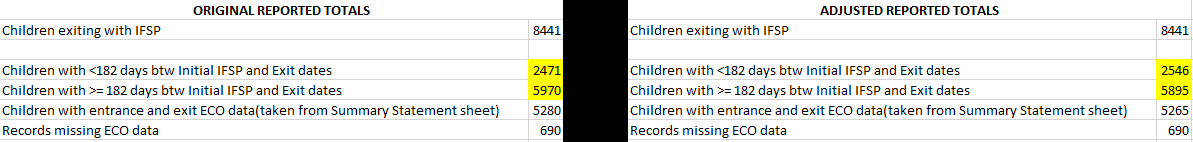 ORIGINAL REPORTED TOTALS
Children exiting with IFSP 8441
Children with <182 days btw Initial IFSP and Exit dates 2471
Children with >= 182 days btw Initial IFSP and Exit dates 5970
Children with entrance and exit ECO data(taken from Summary Statement sheet) 5280
Records missing ECO data 690
ADJUSTED REPORTED TOTALS
Children exiting with IFSP 8441
Children with <182 days btw Initial IFSP and Exit dates 2546
Children with >= 182 days btw Initial IFSP and Exit dates 5895
Children with entrance and exit ECO data(taken from Summary Statement sheet) 5265
Records missing ECO data 690